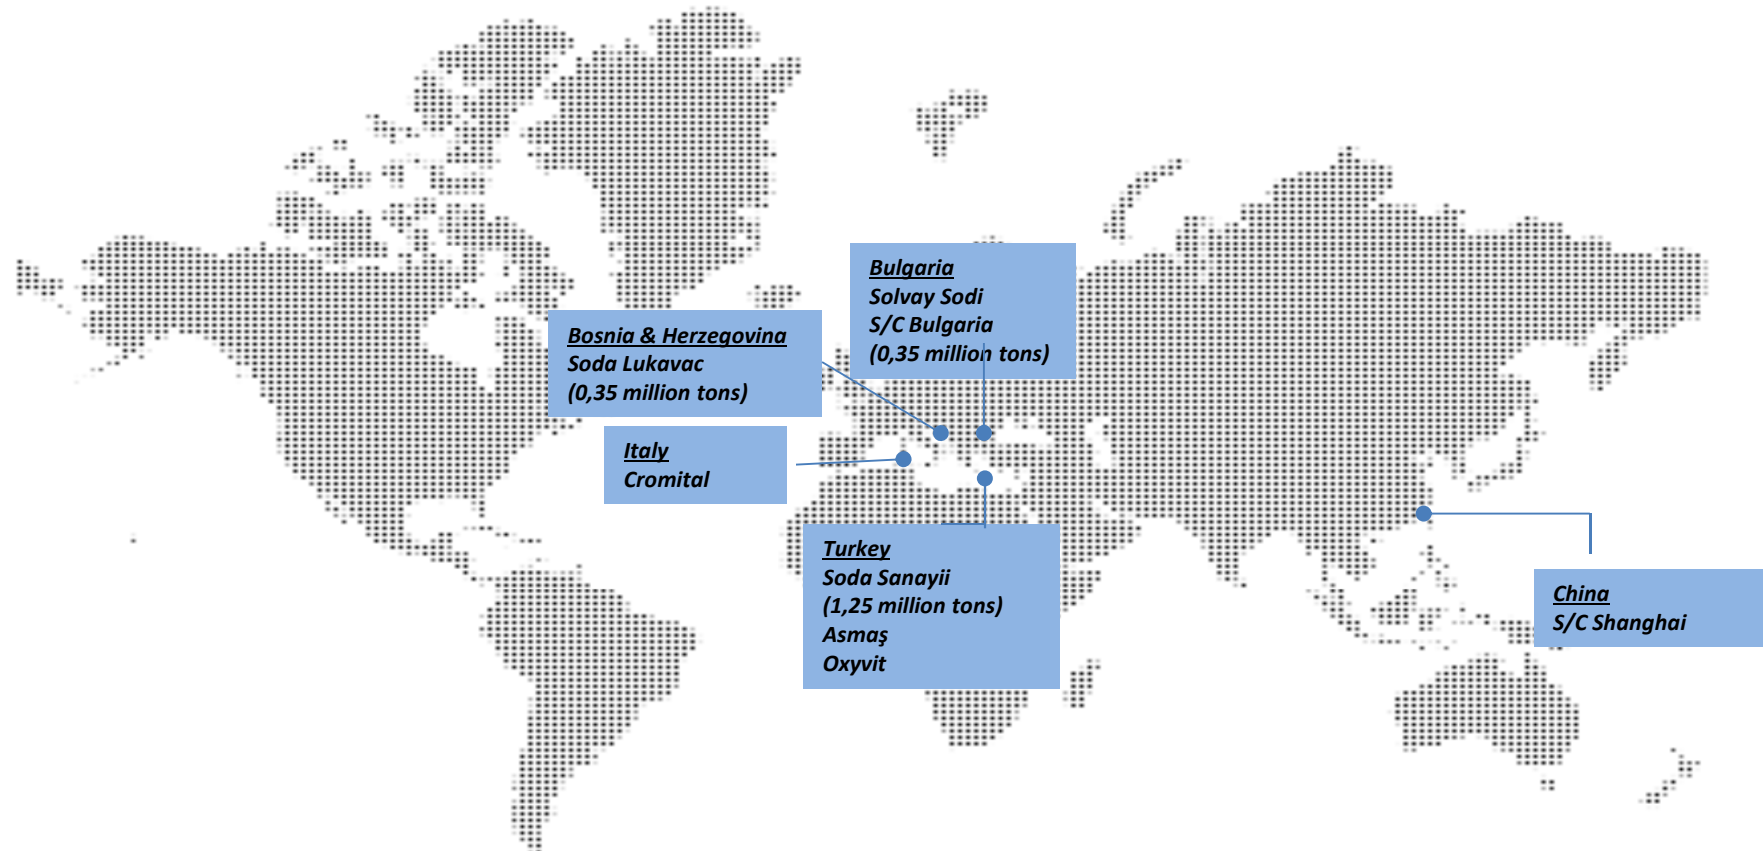 Bulgaria
Solvay Sodi
S/C Bulgaria
(0,35 million tons)
Bosnia & Herzegovina
Soda Lukavac
(0,35 million tons)
Italy
Cromital
Turkey
Soda Sanayii
(1,25 million tons)
Asmaş
Oxyvit
China
S/C Shanghai